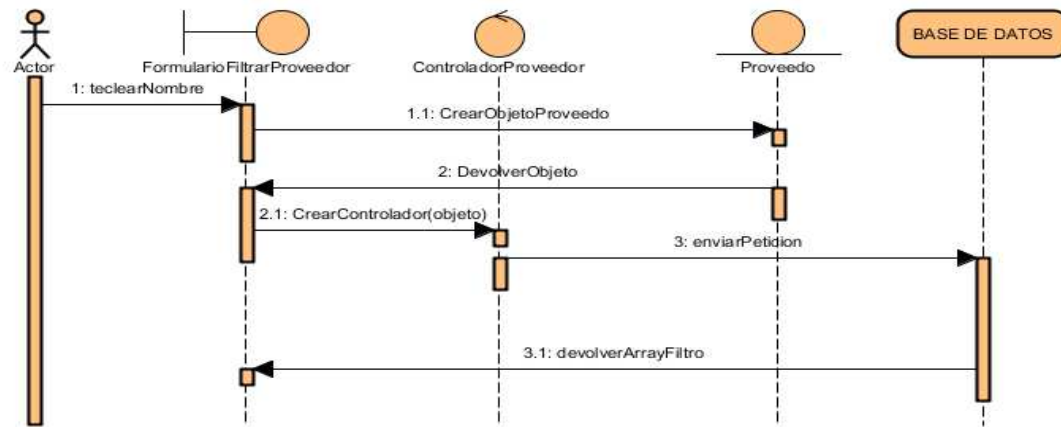 BASE DE DATOS
Actor
FormularioFiltrarProveedor
ControladorProveedor
Proveedo
1: teclearNombre
1.1: CrearObjetoProveedo
2: DevolverObjeto
2.1: CrearControlador(objeto)
3: enviarPeticion
3.1: devolverArrayFiltro